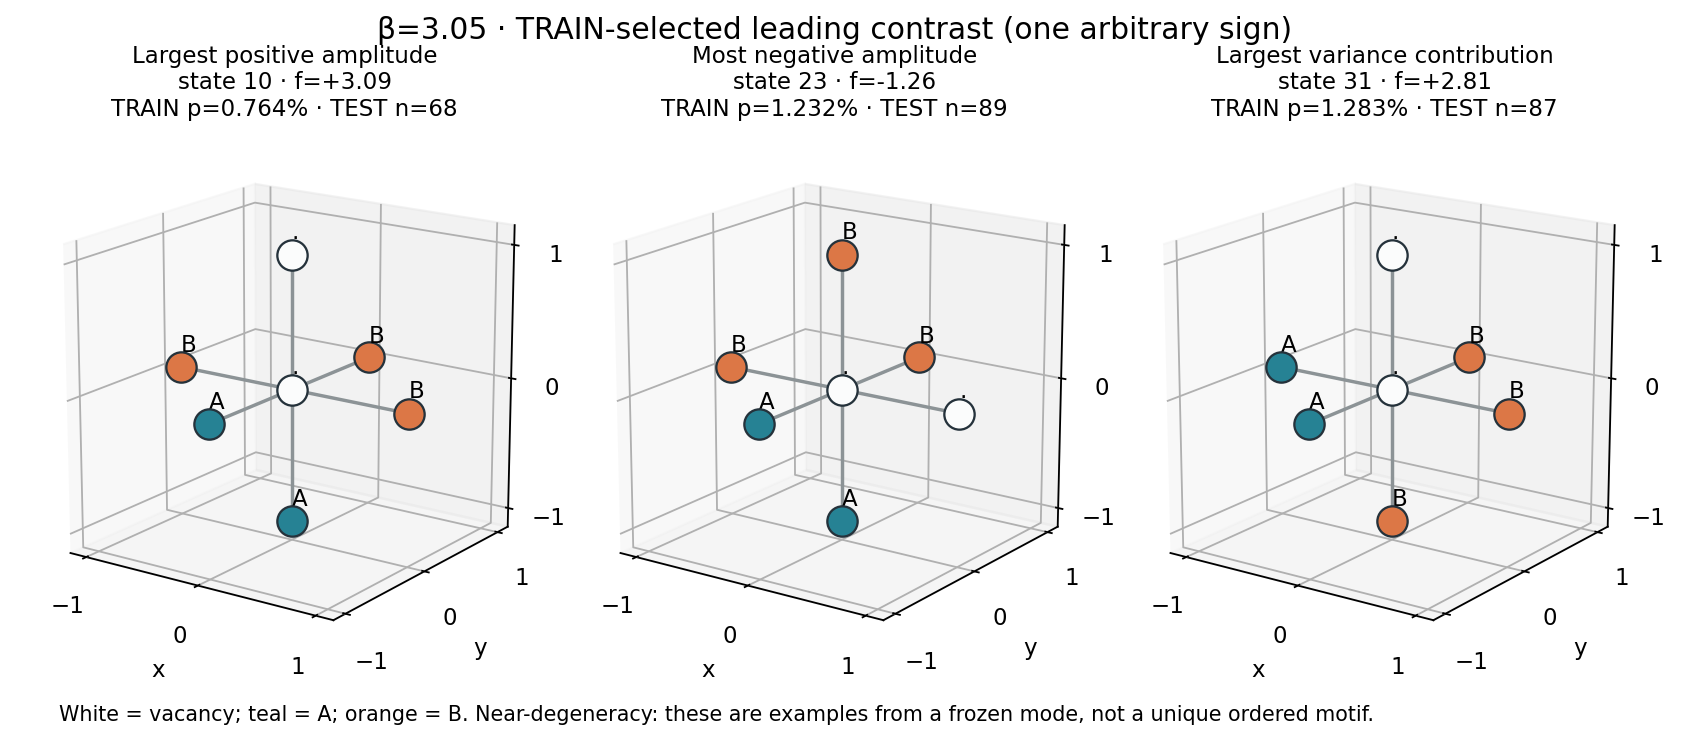 β=3.05 · TRAIN-selected leading contrast (one arbitrary sign)
Largest positive amplitude
state 10 · f=+3.09
TRAIN p=0.764% · TEST n=68
Most negative amplitude
state 23 · f=-1.26
TRAIN p=1.232% · TEST n=89
Largest variance contribution
state 31 · f=+2.81
TRAIN p=1.283% · TEST n=87
.
B
B
.
A
B
A
1
0
−1
−1
0
1
x
−1
0
1
y
B
B
B
.
A
.
A
1
0
−1
−1
0
1
x
−1
0
1
y
.
A
B
.
A
B
B
1
0
−1
−1
0
1
x
−1
0
1
y
White = vacancy; teal = A; orange = B. Near-degeneracy: these are examples from a frozen mode, not a unique ordered motif.